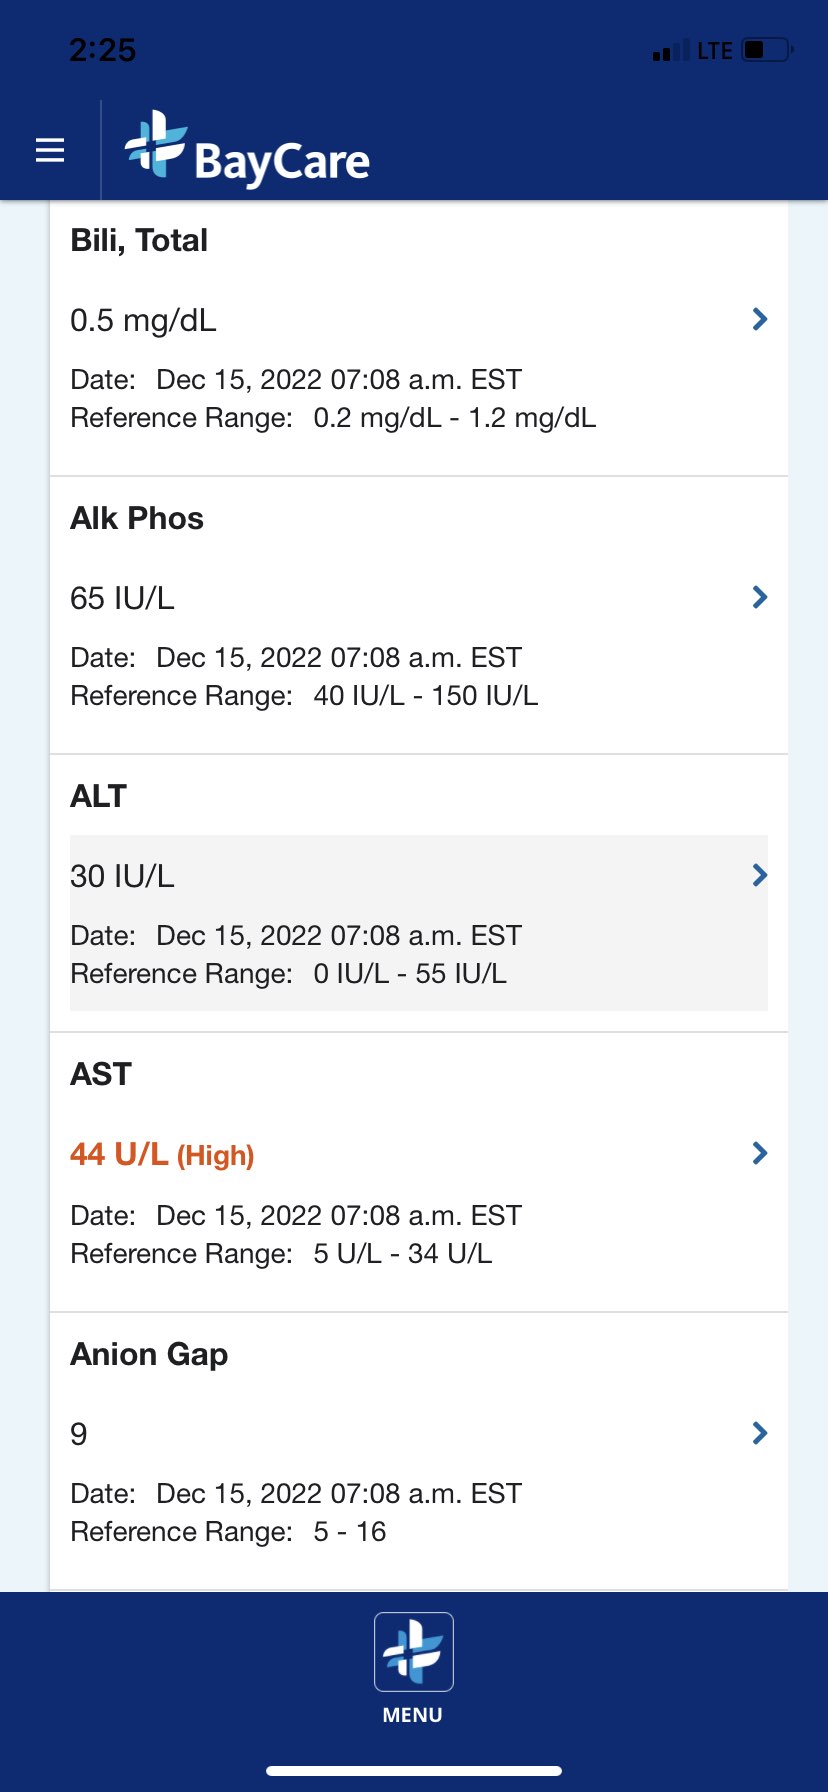 2:25
LTE
BayCare
Bili, Total
0.5 mg/dL
Date: Dec 15, 2022 07:08 a.m. EST
Reference Range: 0.2 mg/dL - 1.2 mg/dL
Alk Phos
65 IU/L
Date: Dec 15, 2022 07:08 a.m. EST
Reference Range: 40 IU/L - 150 IU/L
ALT
30 IU/L
Date: Dec 15, 2022 07:08 a.m. EST
Reference Range: 0 IU/L - 55 IU/L
AST
44 U/L (High)
Date: Dec 15, 2022 07:08 a.m. EST
Reference Range: 5 U/L - 34 U/L
Anion Gap
9
Date: Dec 15, 2022 07:08 a.m. EST
Reference Range: 5 - 16
MENU